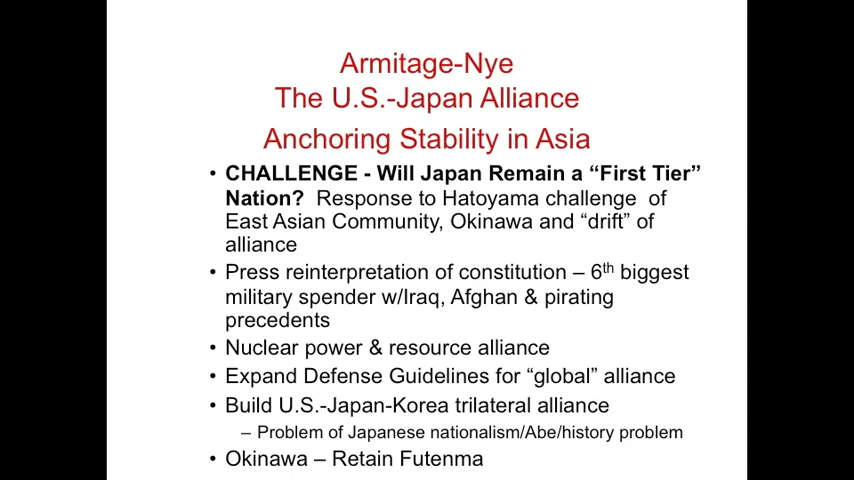 Armitage-Nye
The U.S.-Japan Alliance
Anchoring Stability in Asia
• CHALLENGE - Will Japan Remain a “First Tier”
Nation?  Response to Hatoyama challenge  of
East Asian Community, Okinawa and “drift” of
alliance
• Press reinterpretation of constitution – 6th biggest
military spender w/Iraq, Afghan & pirating
precedents
• Nuclear power & resource alliance
• Expand Defense Guidelines for “global” alliance
• Build U.S.-Japan-Korea trilateral alliance
– Problem of Japanese nationalism/Abe/history problem
• Okinawa – Retain Futenma